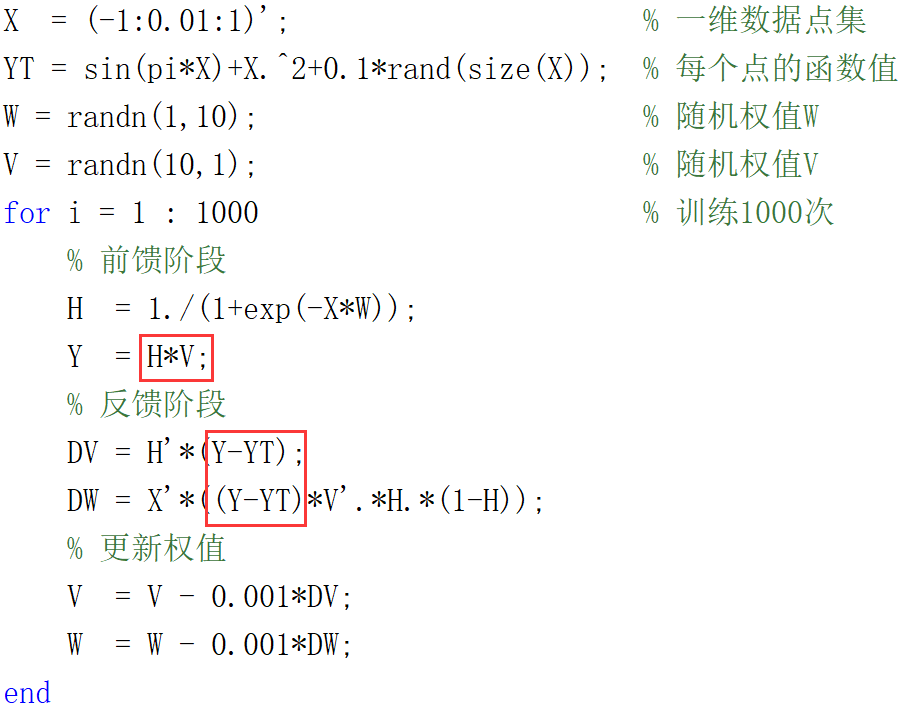 X  = (-1:0.01:1)'; % 一维数据点集
YT = sin(pi*X)+X.^2+0.1*rand(size(X)); % 每个点的函数值
W = randn(1,10); % 随机权值W
V = randn(10,1); % 随机权值V
for i = 1 : 1000 % 训练1000次
    % 前馈阶段
    H  = 1./(1+exp(-X*W));
    Y  = H*V;
    % 反馈阶段
    DV = H'*(Y-YT);
    DW = X'*((Y-YT)*V'.*H.*(1-H));
    % 更新权值
    V  = V - 0.001*DV;
    W  = W - 0.001*DW;
end